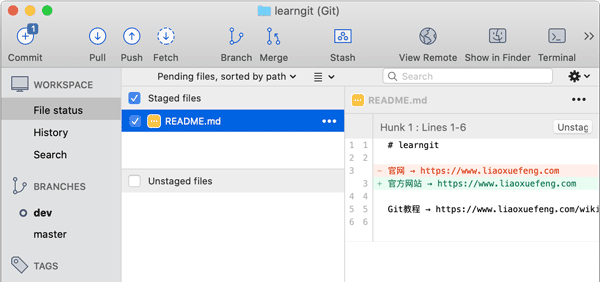 learngit (Git)
1
Commit
Pull
Push
Fetch
Branch
Merge
Stash
View Remote
Show in Finder
Terminal
WORKSPACE
File status
History
Search
BRANCHES
dev
master
TAGS
Pending files, sorted by path
Search
Staged files
README.md
Unstaged files
README.md
Hunk 1 : Lines 1-6
Unstag
1 1 # learngit
2 2
3 - 官网 → https://www.liaoxuefeng.com
3 + 官方网站 → https://www.liaoxuefeng.com
4 4
5 5 Git教程 → https://www.liaoxuefeng.com/wiki
6 6